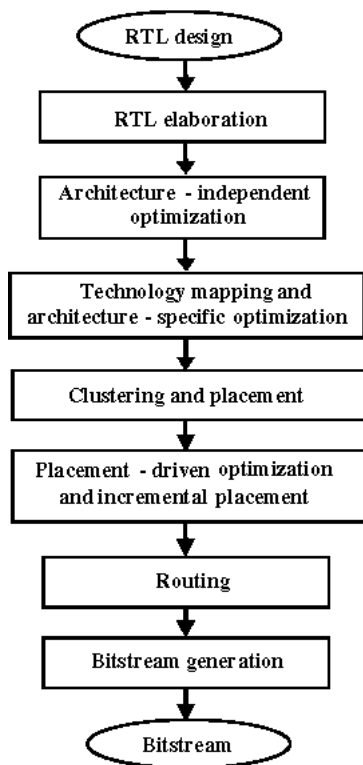 RTL design
RTL elaboration
Architecture - independent
optimization
Technology mapping and
architecture - specific optimization
Clustering and placement
Placement - driven optimization
and incremental placement
Routing
Bitstream generation
Bitstream